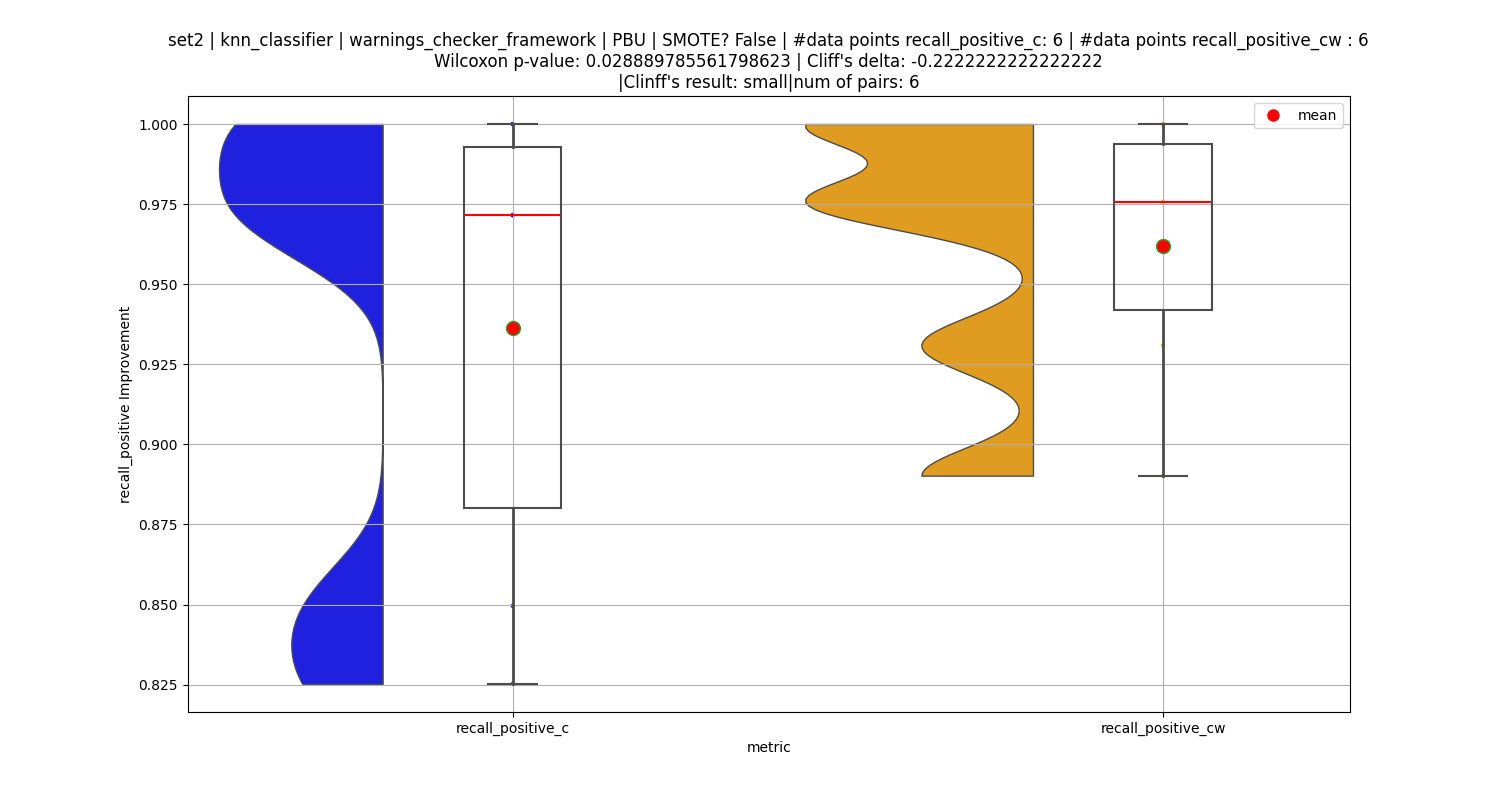 set2 | knn_classifier | warnings_checker_framework | PBU | SMOTE? False | #data points recall_positive_c: 6 | #data points recall_positive_cw : 6
Wilcoxon p-value: 0.028889785561798623 | Cliff's delta: -0.2222222222222222
|Clinff's result: small|num of pairs: 6
mean
1.000
0.975
0.950
0.925
0.900
0.875
0.850
0.825
recall_positive Improvement
recall_positive_c
recall_positive_cw
metric